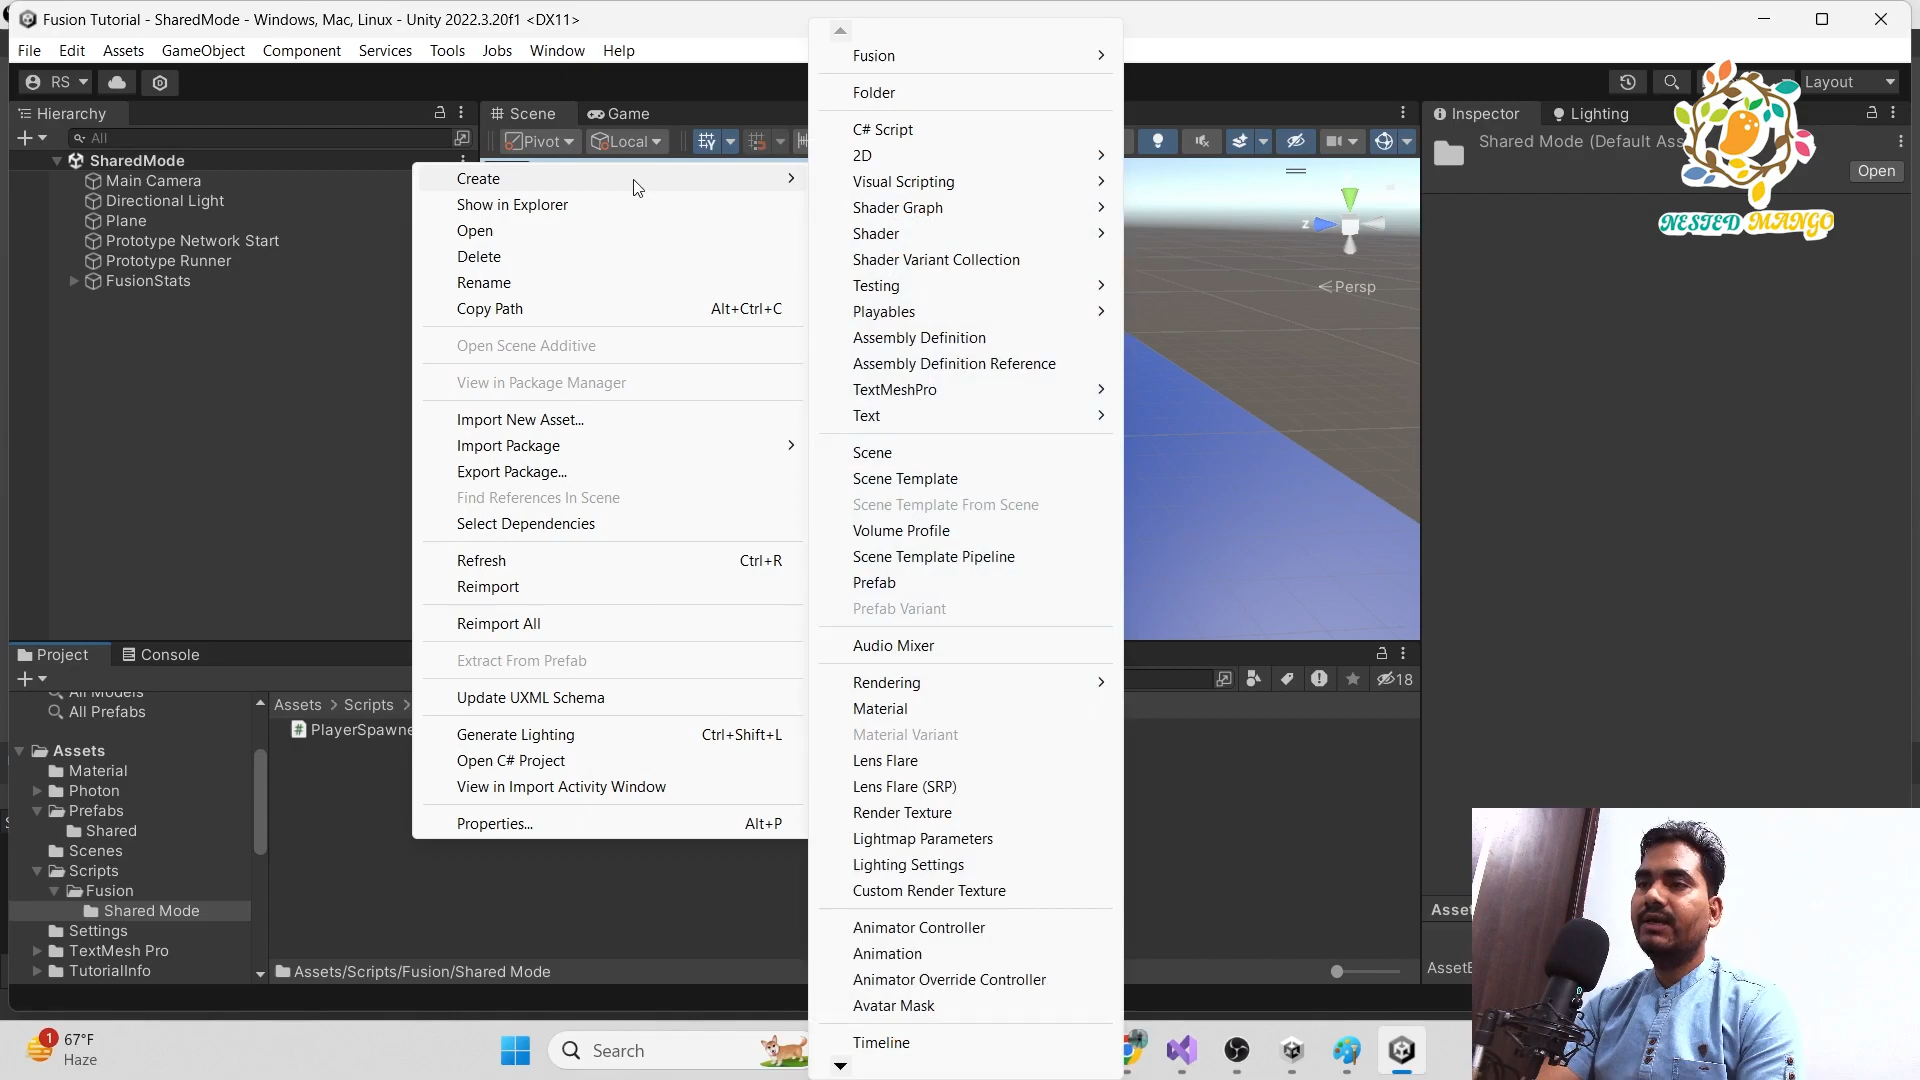 Fusion Tutorial - SharedMode - Windows, Mac, Linux - Unity 2022.3.20f1 <DX11>
File Edit Assets GameObject Component Services Tools Jobs Window Help
RS
Layout
Hierarchy
All
SharedMode
Main Camera
Directional Light
Plane
Prototype Network Start
Prototype Runner
FusionStats
Scene Game
Pivot Local
Persp
z
Create
Show in Explorer
Open
Delete
Rename
Copy Path Alt+Ctrl+C
Open Scene Additive
View in Package Manager
Import New Asset...
Import Package
Export Package...
Find References In Scene
Select Dependencies
Refresh Ctrl+R
Reimport
Reimport All
Extract From Prefab
Update UXML Schema
Generate Lighting Ctrl+Shift+L
Open C# Project
View in Import Activity Window
Properties... Alt+P
Fusion
Folder
C# Script
2D
Visual Scripting
Shader Graph
Shader
Shader Variant Collection
Testing
Playables
Assembly Definition
Assembly Definition Reference
TextMeshPro
Text
Scene
Scene Template
Scene Template From Scene
Volume Profile
Scene Template Pipeline
Prefab
Prefab Variant
Audio Mixer
Rendering
Material
Material Variant
Lens Flare
Lens Flare (SRP)
Render Texture
Lightmap Parameters
Lighting Settings
Custom Render Texture
Animator Controller
Animation
Animator Override Controller
Avatar Mask
Timeline
Inspector Lighting
Shared Mode (Default Ass
Open
NESTED MANGO
Project Console
18
All Models
All Prefabs
Assets
Material
Photon
Prefabs
Shared
Scenes
Scripts
Fusion
Shared Mode
Settings
TextMesh Pro
TutorialInfo
Assets > Scripts >
# PlayerSpawne
Assets/Scripts/Fusion/Shared Mode
Asset
AssetB
1
67°F
Haze
Search